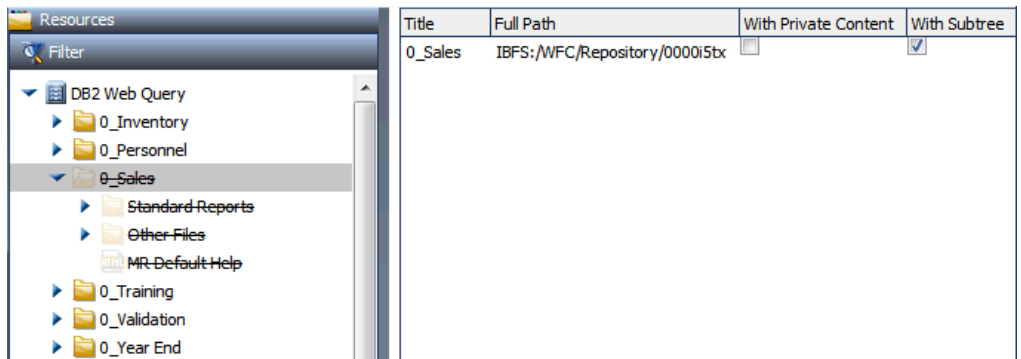 Resources
Filter
DB2 Web Query
0_Inventory
0_Personnel
0_Sales
Standard Reports
Other Files
HTML MR Default Help
0_Training
0_Validation
0_Year End
Title Full Path With Private Content With Subtree
0_Sales IBFS:/WFC/Repository/0000i5tx